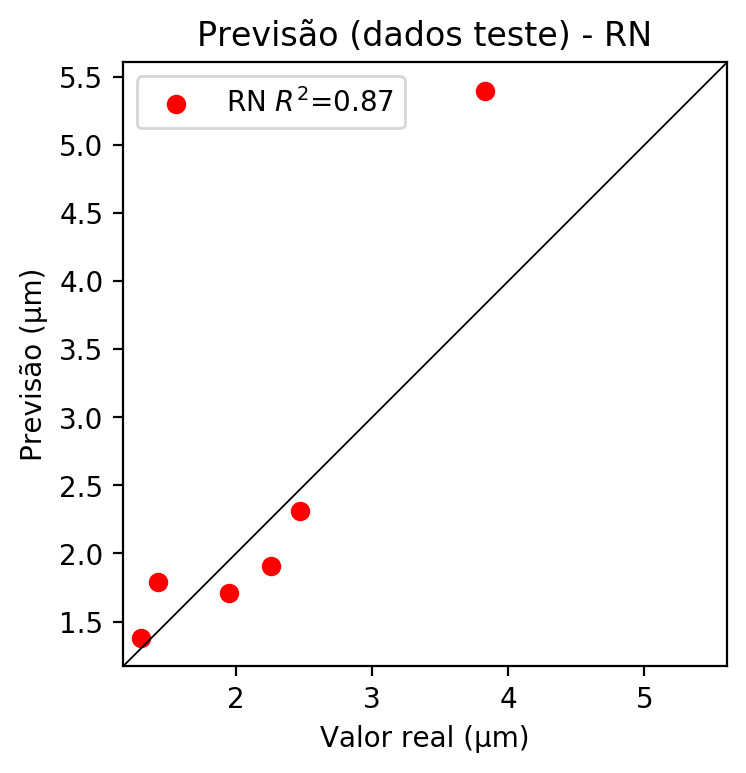 Previsão (dados teste) - RN
RN R²=0.87
5.5
5.0
4.5
4.0
3.5
3.0
2.5
2.0
1.5
Previsão (µm)
2 3 4 5
Valor real (µm)